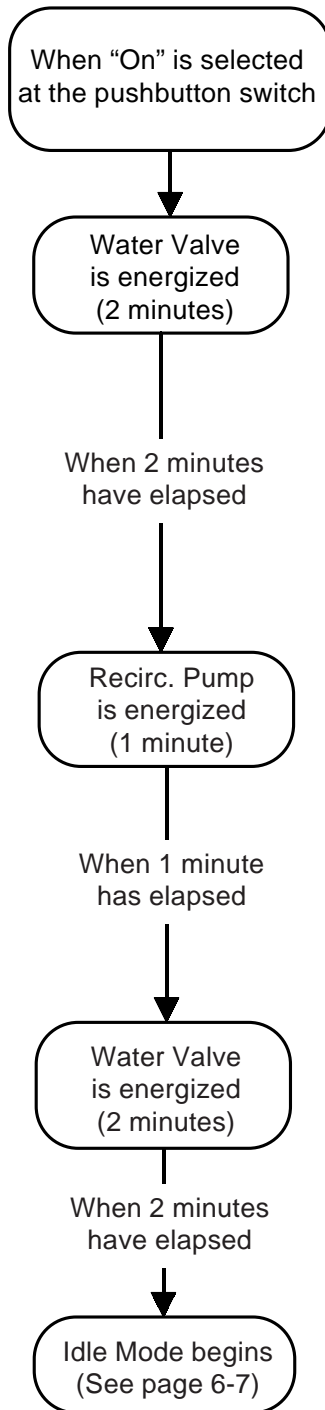 When “On” is selected
at the pushbutton switch
Water Valve
is energized
(2 minutes)
When 2 minutes
have elapsed
Recirc. Pump
is energized
(1 minute)
When 1 minute
has elapsed
Water Valve
is energized
(2 minutes)
When 2 minutes
have elapsed
Idle Mode begins
(See page 6-7)